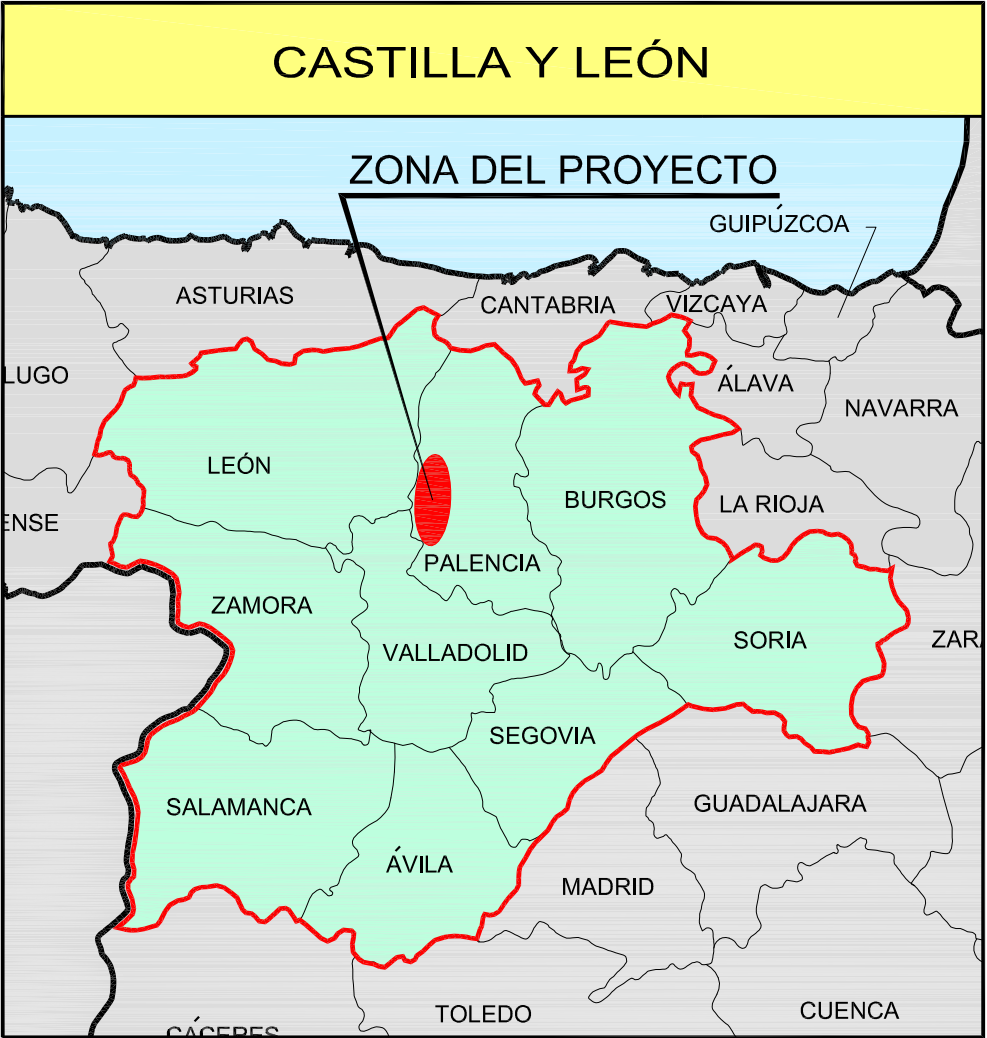 CASTILLA Y LEÓN
ZONA DEL PROYECTO
GUIPÚZCOA
ASTURIAS
CANTABRIA
VIZCAYA
LUGO
ÁLAVA
NAVARRA
LEÓN
BURGOS
LA RIOJA
ENSE
PALENCIA
ZAMORA
VALLADOLID
SORIA
ZAR
SEGOVIA
SALAMANCA
GUADALAJARA
ÁVILA
MADRID
TOLEDO
CUENCA
CÁCERES